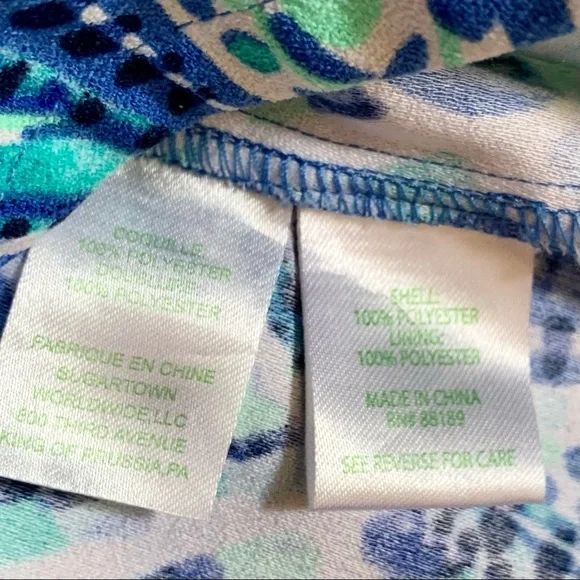 COQUILLE:
100% POLYESTER
DOUBLURE:
100% POLYESTER
FABRIQUE EN CHINE
SUGARTOWN
WORLDWIDE,LLC
800 THIRD AVENUE
KING OF PRUSSIA,PA
SHELL:
100% POLYESTER
LINING:
100% POLYESTER
MADE IN CHINA
RN# 88189
SEE REVERSE FOR CARE